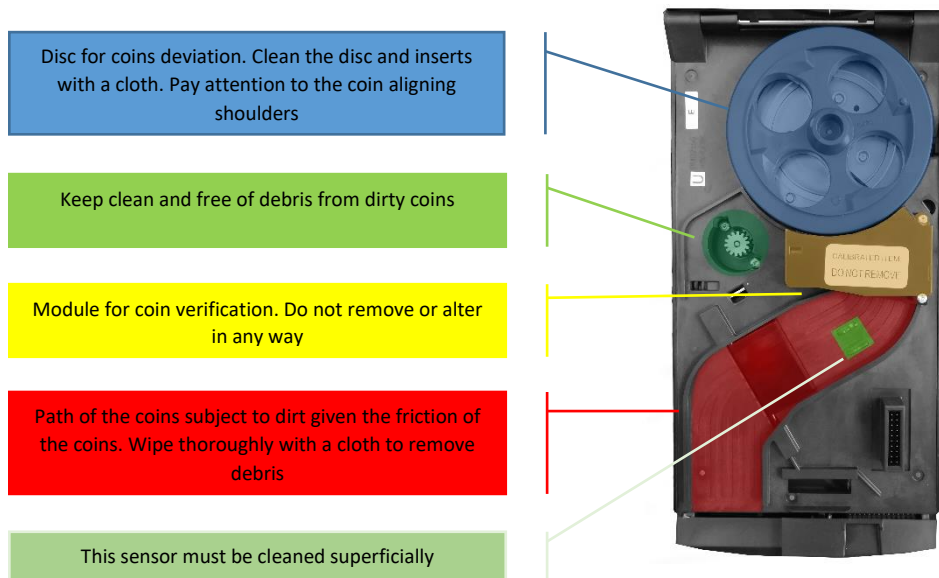 Disc for coins deviation. Clean the disc and inserts
with a cloth. Pay attention to the coin aligning
shoulders
E
Keep clean and free of debris from dirty coins
U
CALIBRATED ITEM
DO NOT REMOVE
Module for coin verification. Do not remove or alter
in any way
Path of the coins subject to dirt given the friction of
the coins. Wipe thoroughly with a cloth to remove
debris
This sensor must be cleaned superficially